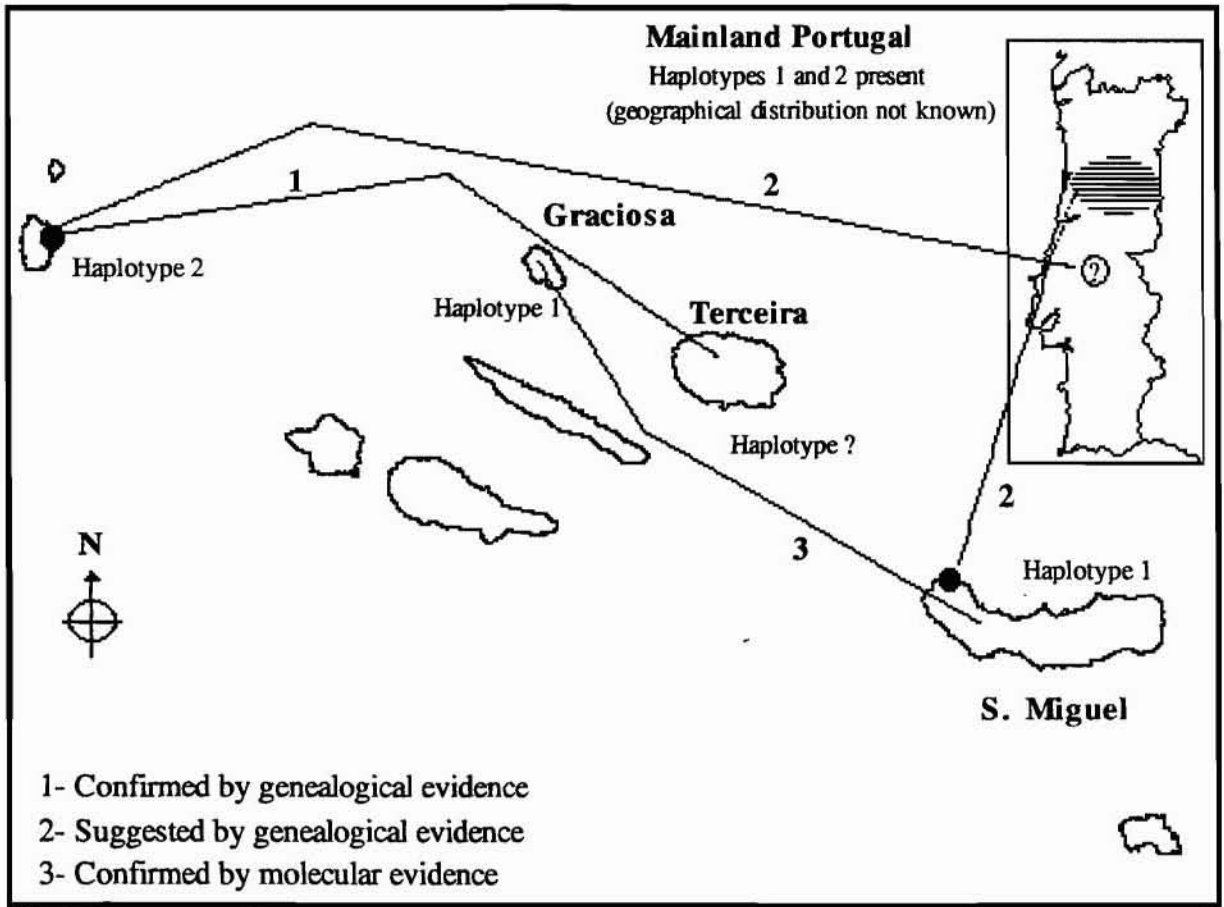 Mainland Portugal
Haplotypes 1 and 2 present
(geographical distribution not known)
1
2
Graciosa
Haplotype 2
?
Haplotype 1
Terceira
Haplotype ?
2
3
N
Haplotype 1
S. Miguel
1- Confirmed by genealogical evidence
2- Suggested by genealogical evidence
3- Confirmed by molecular evidence